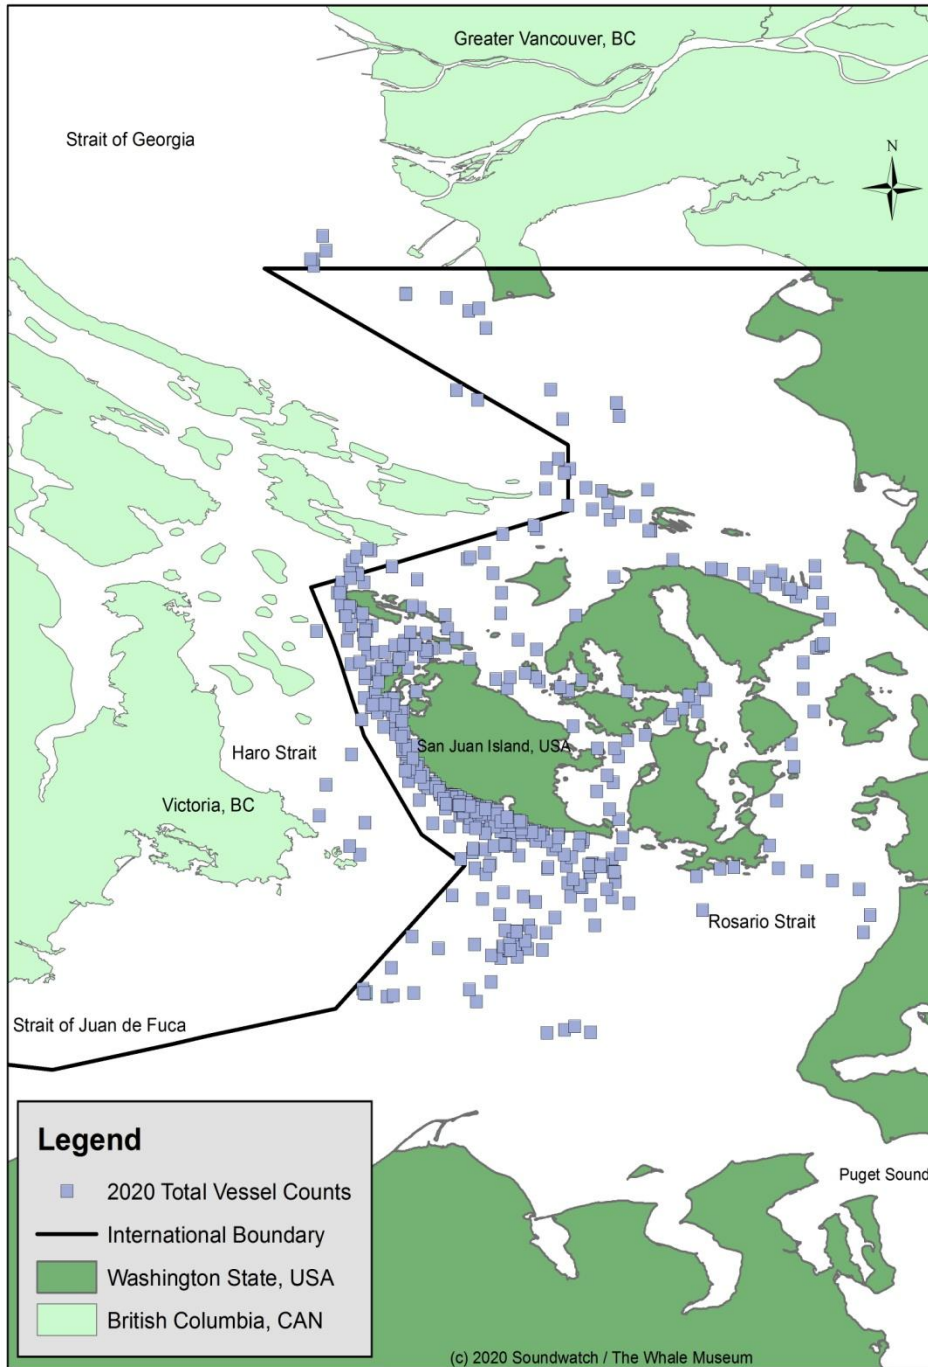 Greater Vancouver, BC
Strait of Georgia
N
San Juan Island, USA
Haro Strait
Victoria, BC
Rosario Strait
Strait of Juan de Fuca
Puget Sound
Legend
2020 Total Vessel Counts
International Boundary
Washington State, USA
British Columbia, CAN
(c) 2020 Soundwatch / The Whale Museum